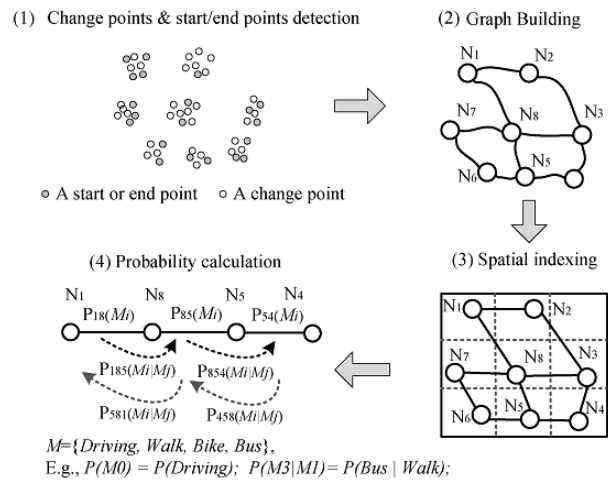 (1) Change points & start/end points detection
A start or end point
A change point
(2) Graph Building
N1
N2
N3
N7
N8
N6
N5
(3) Spatial indexing
N1
N2
N3
N7
N8
N4
N5
N6
(4) Probability calculation
N1 N8 N5 N4
P18(Mi) P85(Mi) P54(Mi)
P185(Mi|Mj) P854(Mi|Mj)
P581(Mi|Mj) P458(Mi|Mj)
M={Driving, Walk, Bike, Bus},
E.g., P(M0) = P(Driving); P(M3|M1)= P(Bus | Walk);